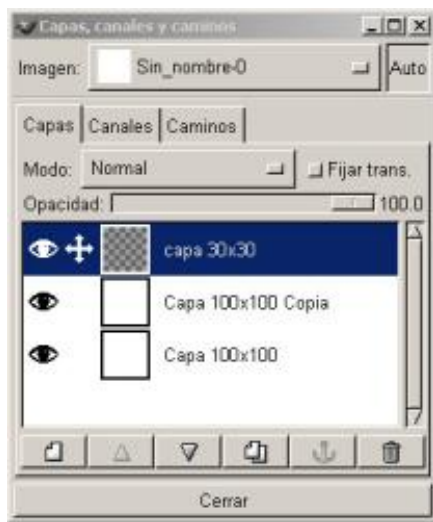 Capas, canales y caminos
Imagen: Sin_nombre-0 Auto
Capas Canales Caminos
Modo: Normal Fijar trans.
Opacidad: 100.0
capa 30x30
Capa 100x100 Copia
Capa 100x100
Cerrar